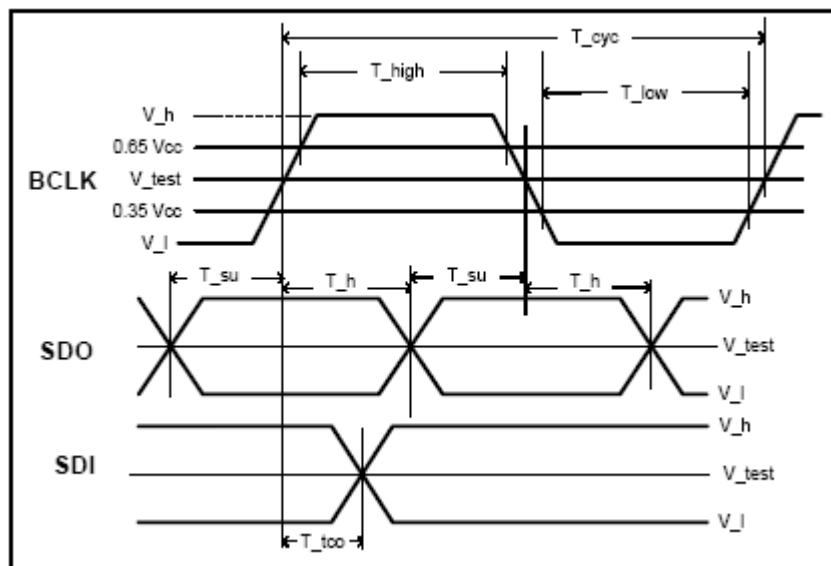 T_cyc
T_high
T_low
V_h
0.65 Vcc
BCLK
V_test
0.35 Vcc
V_l
T_su
T_h
T_su
T_h
V_h
SDO
V_test
V_l
V_h
SDI
V_test
V_l
T_tco